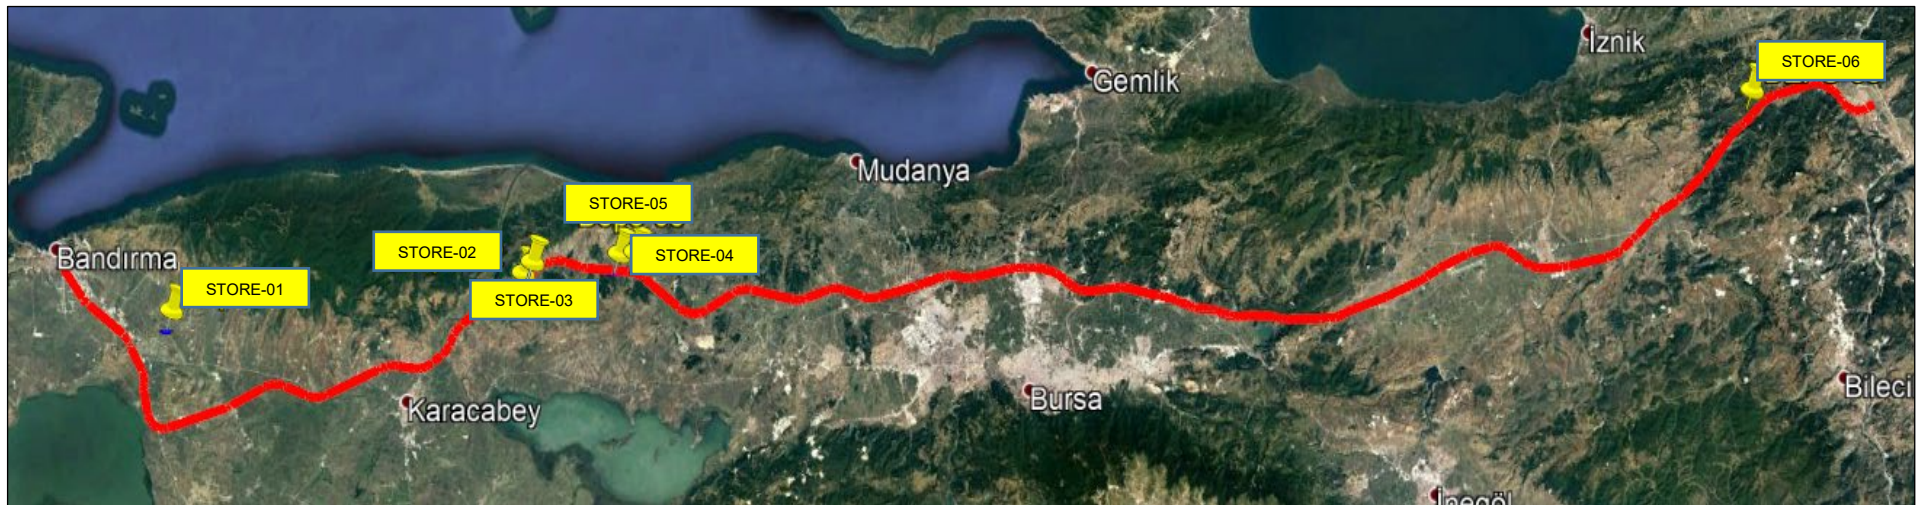 İznik
STORE-06
Gemlik
Mudanya
STORE-05
Bandırma
STORE-02
STORE-04
STORE-01
STORE-03
Karacabey
Bursa
Bileci
İnegöl